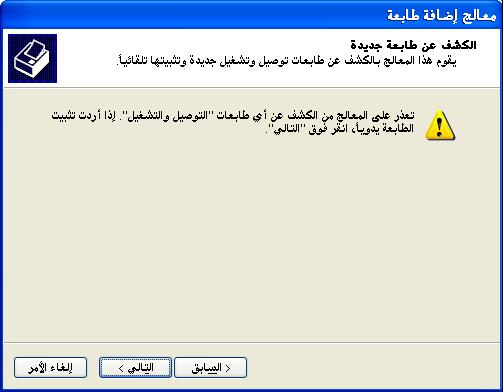 معالج إضافة طابعة
الكشف عن طابعة جديدة
يقوم هذا المعالج بالكشف عن طابعات توصيل وتشغيل جديدة وتثبيتها تلقائياً.
تعذر على المعالج من الكشف عن أي طابعات "التوصيل والتشغيل". إذا أردت تثبيت
الطابعة يدوياً، انقر فوق "التالي".
< السابق
التالي >
إلغاء الأمر